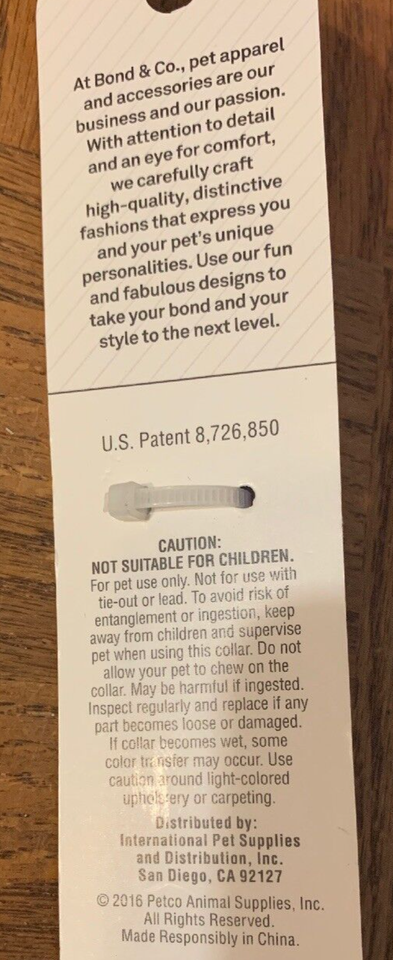 At Bond & Co., pet apparel
and accessories are our
business and our passion.
With attention to detail
and an eye for comfort,
we carefully craft
high-quality, distinctive
fashions that express you
and your pet's unique
personalities. Use our fun
and fabulous designs to
take your bond and your
style to the next level.
U.S. Patent 8,726,850
CAUTION:
NOT SUITABLE FOR CHILDREN.
For pet use only. Not for use with
tie-out or lead. To avoid risk of
entanglement or ingestion, keep
away from children and supervise
pet when using this collar. Do not
allow your pet to chew on the
collar. May be harmful if ingested.
Inspect regularly and replace if any
part becomes loose or damaged.
If collar becomes wet, some
color transfer may occur. Use
caution around light-colored
upholstery or carpeting.
Distributed by:
International Pet Supplies
and Distribution, Inc.
San Diego, CA 92127
© 2016 Petco Animal Supplies, Inc.
All Rights Reserved.
Made Responsibly in China.